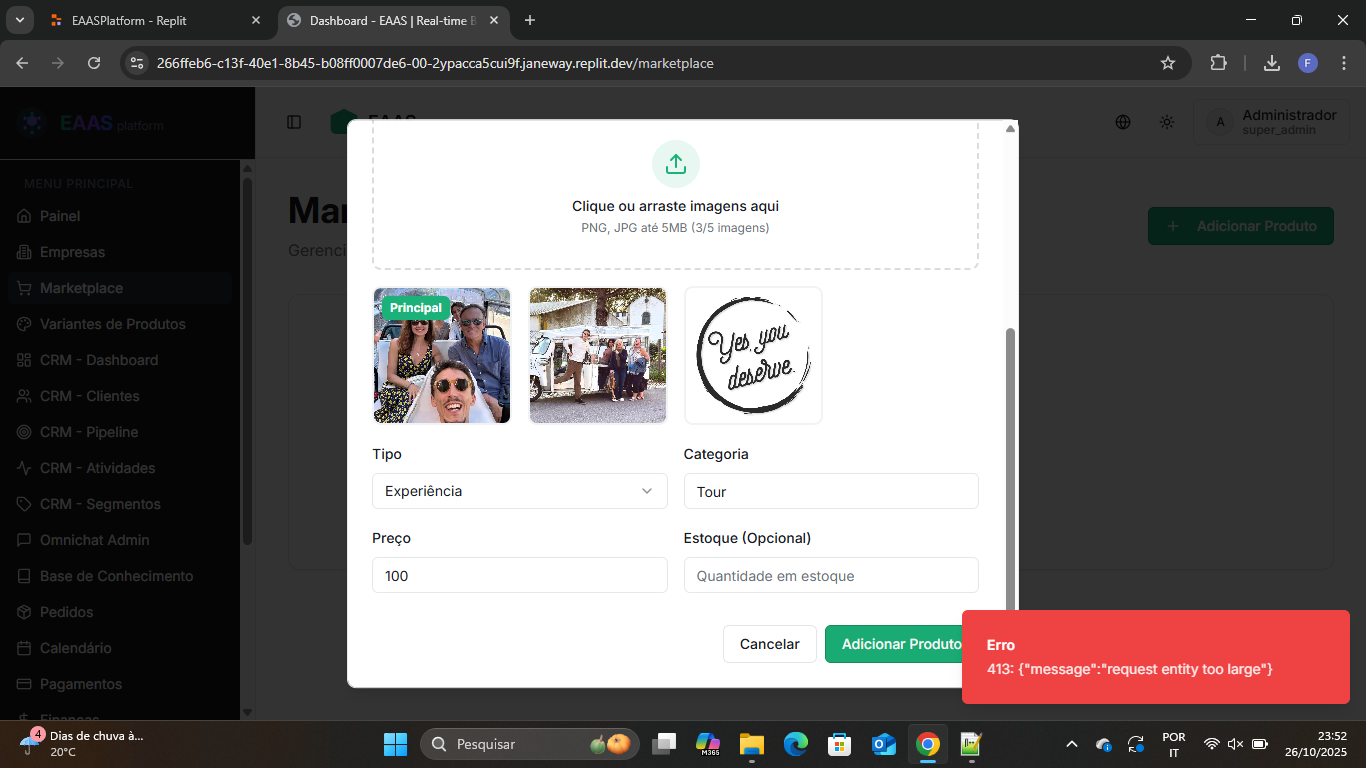 EAASPlatform - Replit
Dashboard - EAAS | Real-time B
266ffeb6-c13f-40e1-8b45-b08ff0007de6-00-2ypacca5cui9f.janeway.replit.dev/marketplace
F
EAAS platform
EAAS
A
Administrador
super_admin
MENU PRINCIPAL
Painel
Empresas
Marketplace
Variantes de Produtos
CRM - Dashboard
CRM - Clientes
CRM - Pipeline
CRM - Atividades
CRM - Segmentos
Omnichat Admin
Base de Conhecimento
Pedidos
Calendário
Pagamentos
Finanças
Mar
Gerenci
Adicionar Produto
Clique ou arraste imagens aqui
PNG, JPG até 5MB (3/5 imagens)
Principal
Yes, you
deserve.
Tipo
Categoria
Experiência
Tour
Preço
Estoque (Opcional)
100
Quantidade em estoque
Cancelar
Adicionar Produto
Erro
413: {"message":"request entity too large"}
4
Dias de chuva à...
20°C
Pesquisar
M365
POR
IT
23:52
26/10/2025